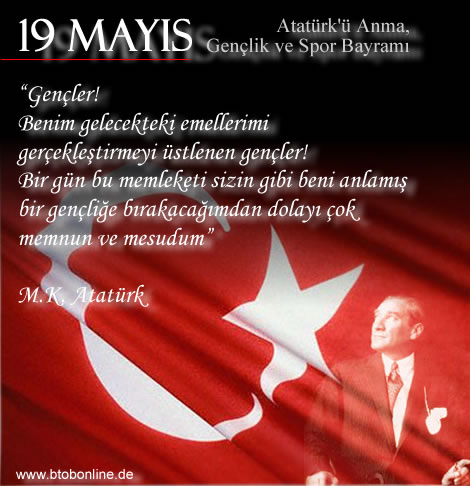 19 MAYIS
Atatürk'ü Anma,
Gençlik ve Spor Bayramı
“Gençler!
Benim gelecekteki emellerimi
gerçekleştirmeyi üstlenen gençler!
Bir gün bu memleketi sizin gibi beni anlamış
bir gençliğe bırakacağımdan dolayı çok
memnun ve mesudum”
M.K. Atatürk
www.btobonline.de